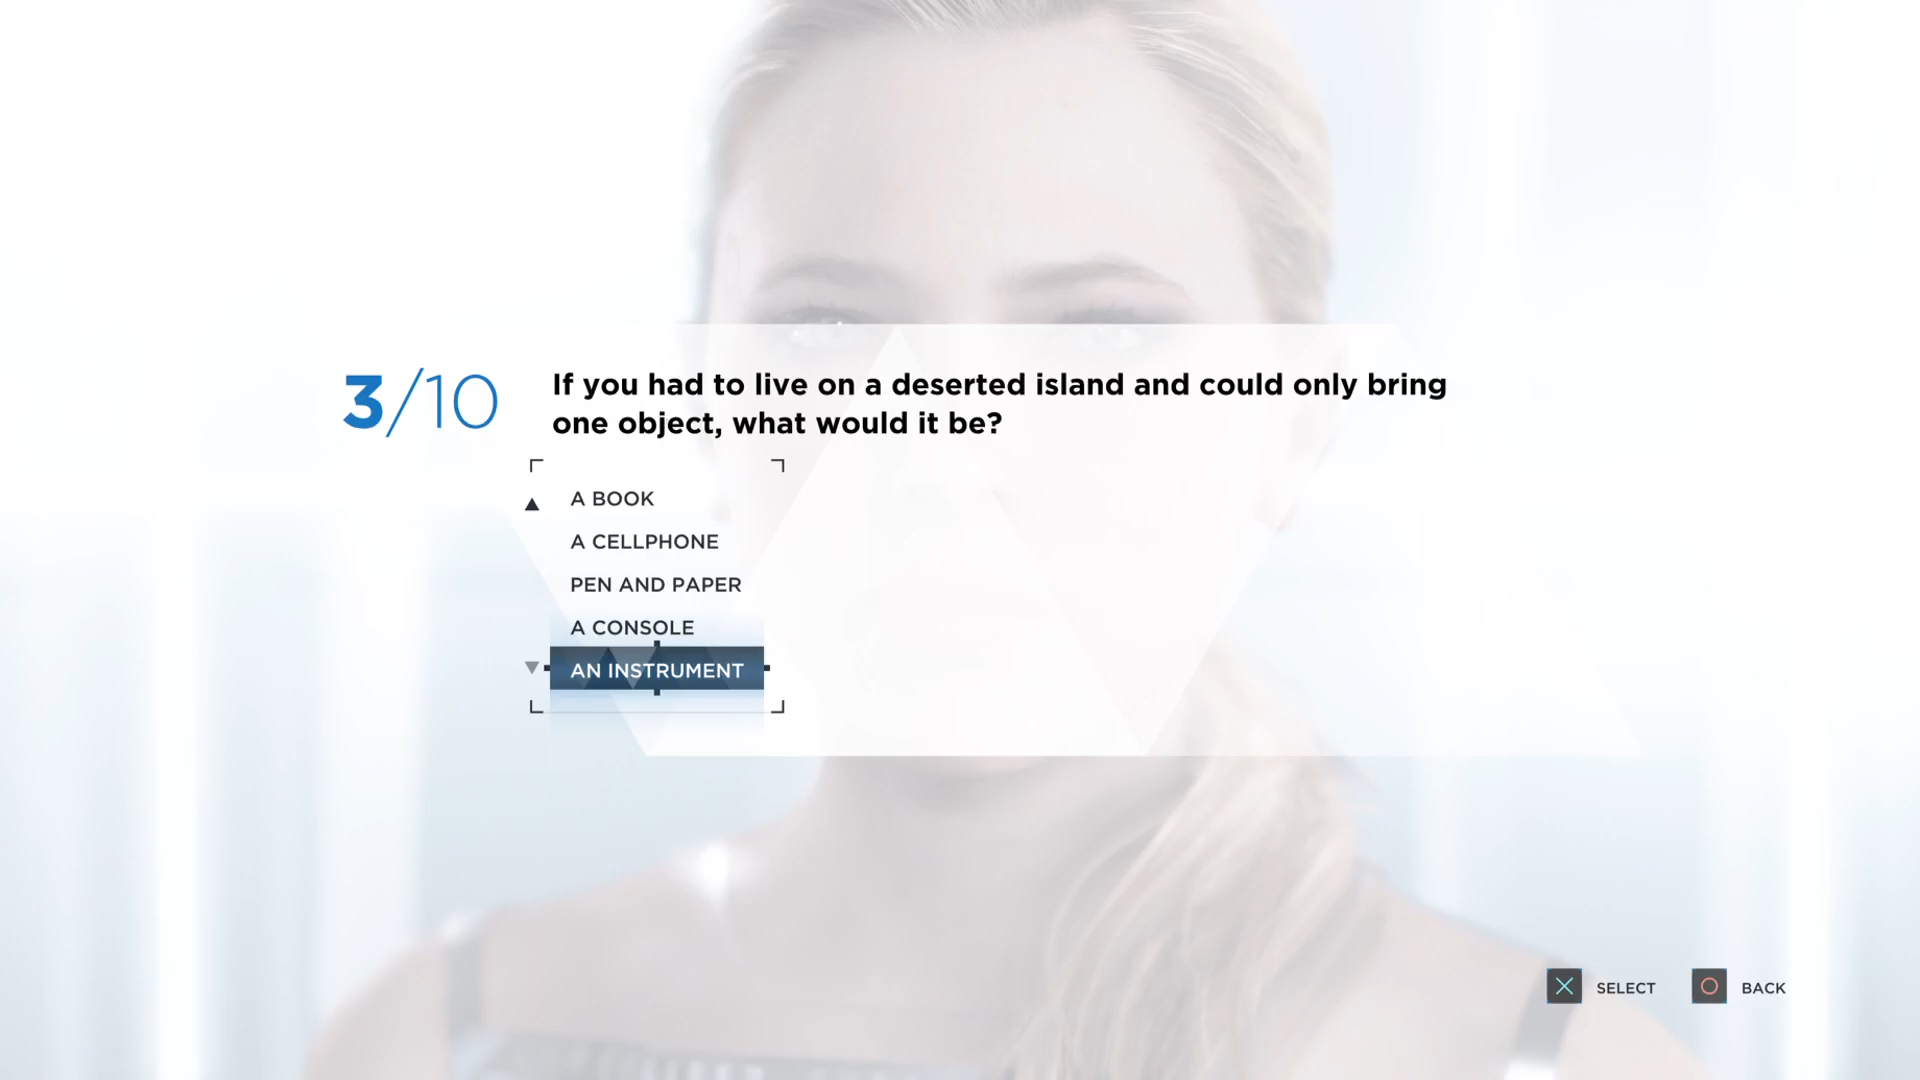 3/10
If you had to live on a deserted island and could only bring
one object, what would it be?
A BOOK
A CELLPHONE
PEN AND PAPER
A CONSOLE
AN INSTRUMENT
SELECT
BACK